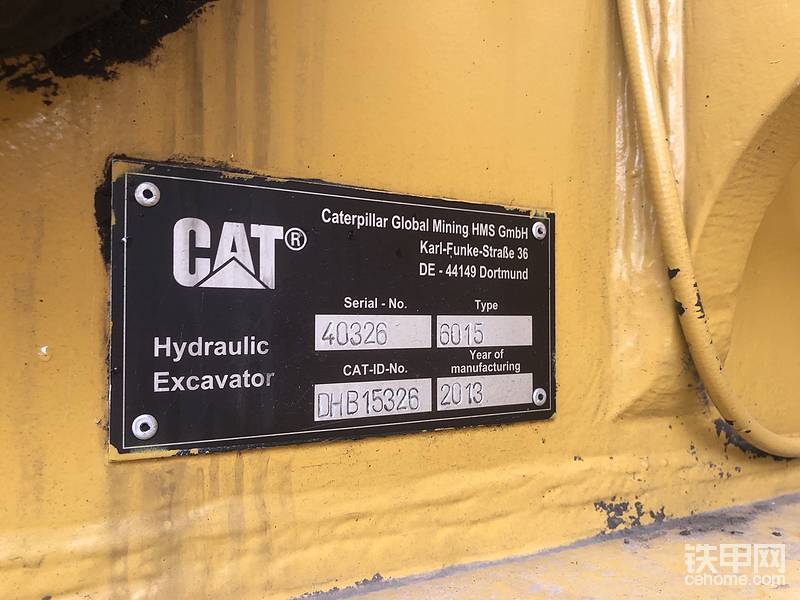 CAT®
Caterpillar Global Mining HMS GmbH
Karl-Funke-Straße 36
DE - 44149 Dortmund
Hydraulic
Excavator
Serial - No.
40326
Type
6015
CAT-ID-No.
DHB15326
Year of
manufacturing
2013
铁甲网
cehome.com